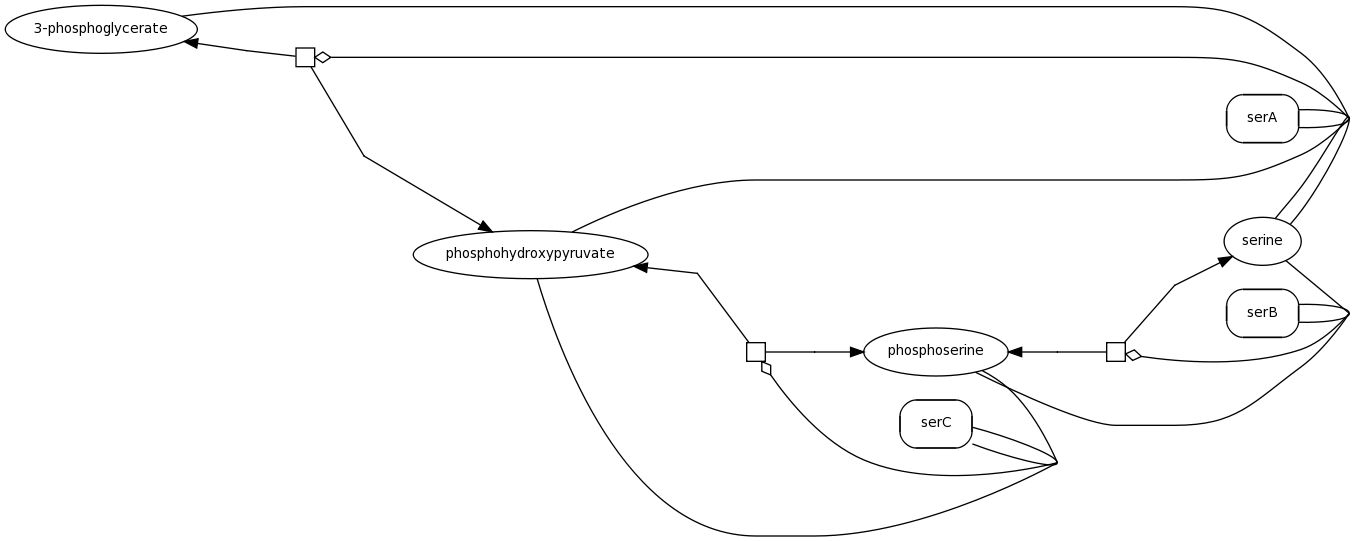 3-phosphoglycerate
serA
serine
phosphohydroxypyruvate
serB
phosphoserine
serC